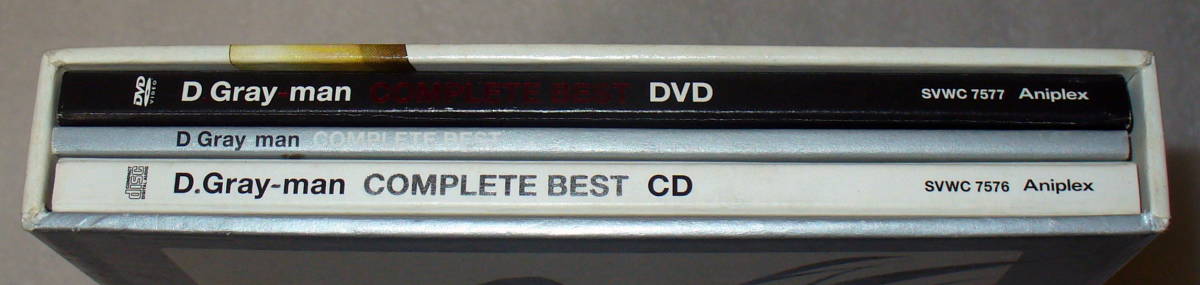 DVD VIDEO D Gray-man COMPLETE BEST DVD SVWC 7577 Aniplex
D Gray man COMPLETE BEST
disc D.Gray-man COMPLETE BEST CD SVWC 7576 Aniplex